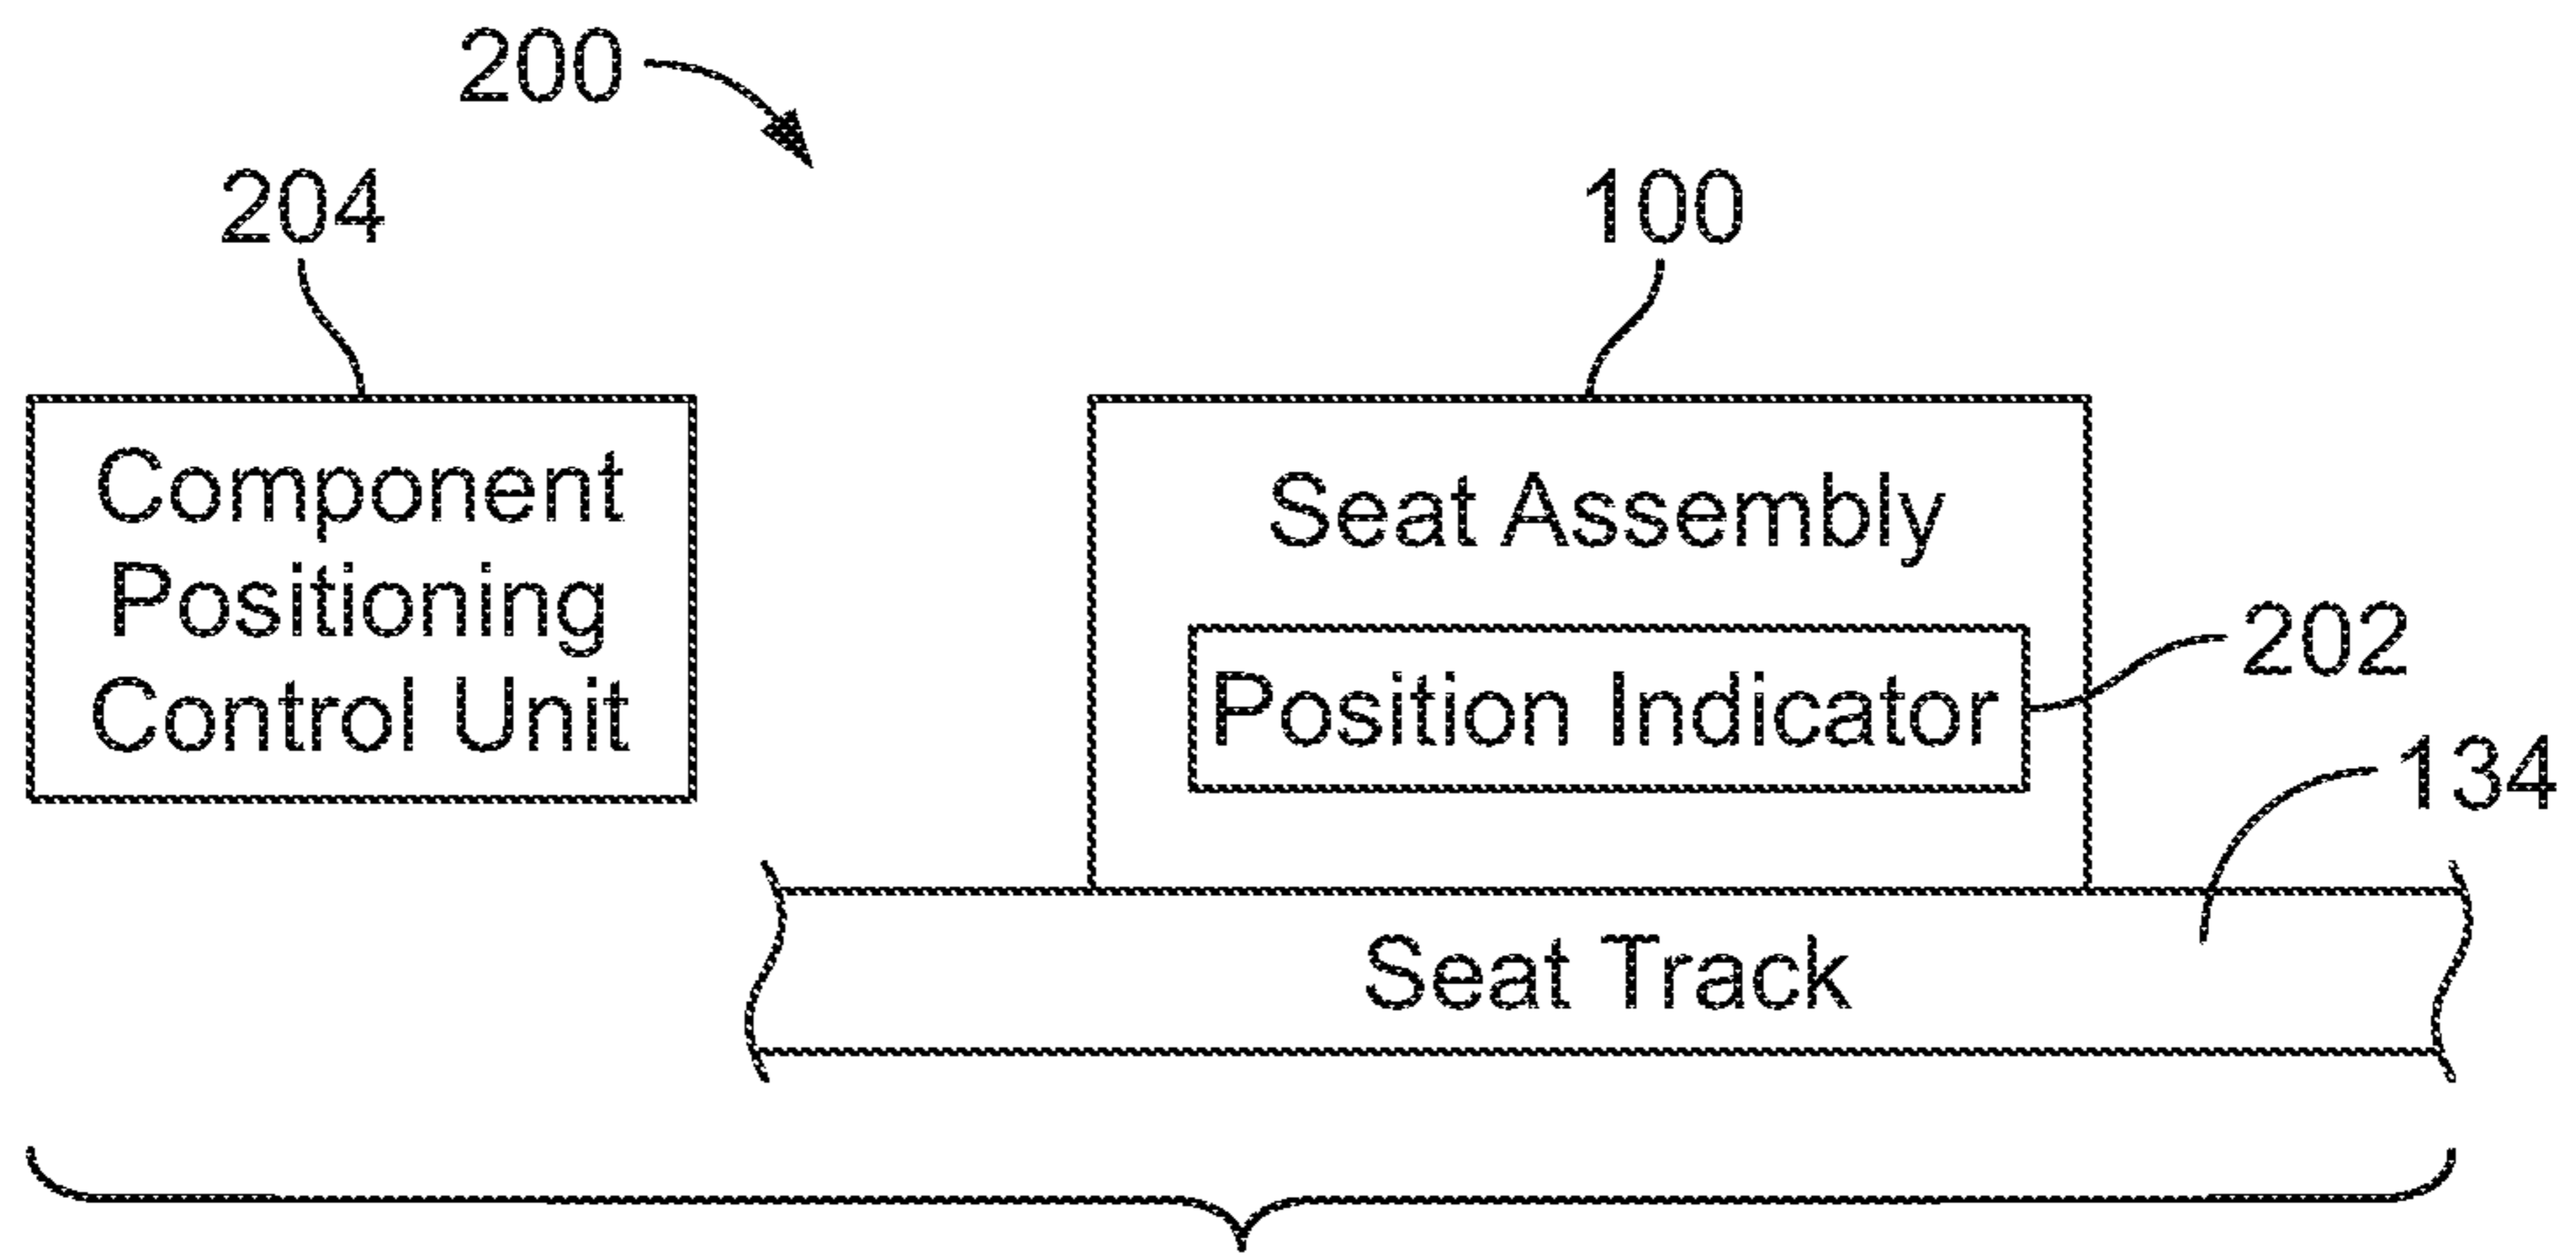 200
204
100
Component
Positioning
Control Unit
Seat Assembly
Position Indicator
202
134
Seat Track